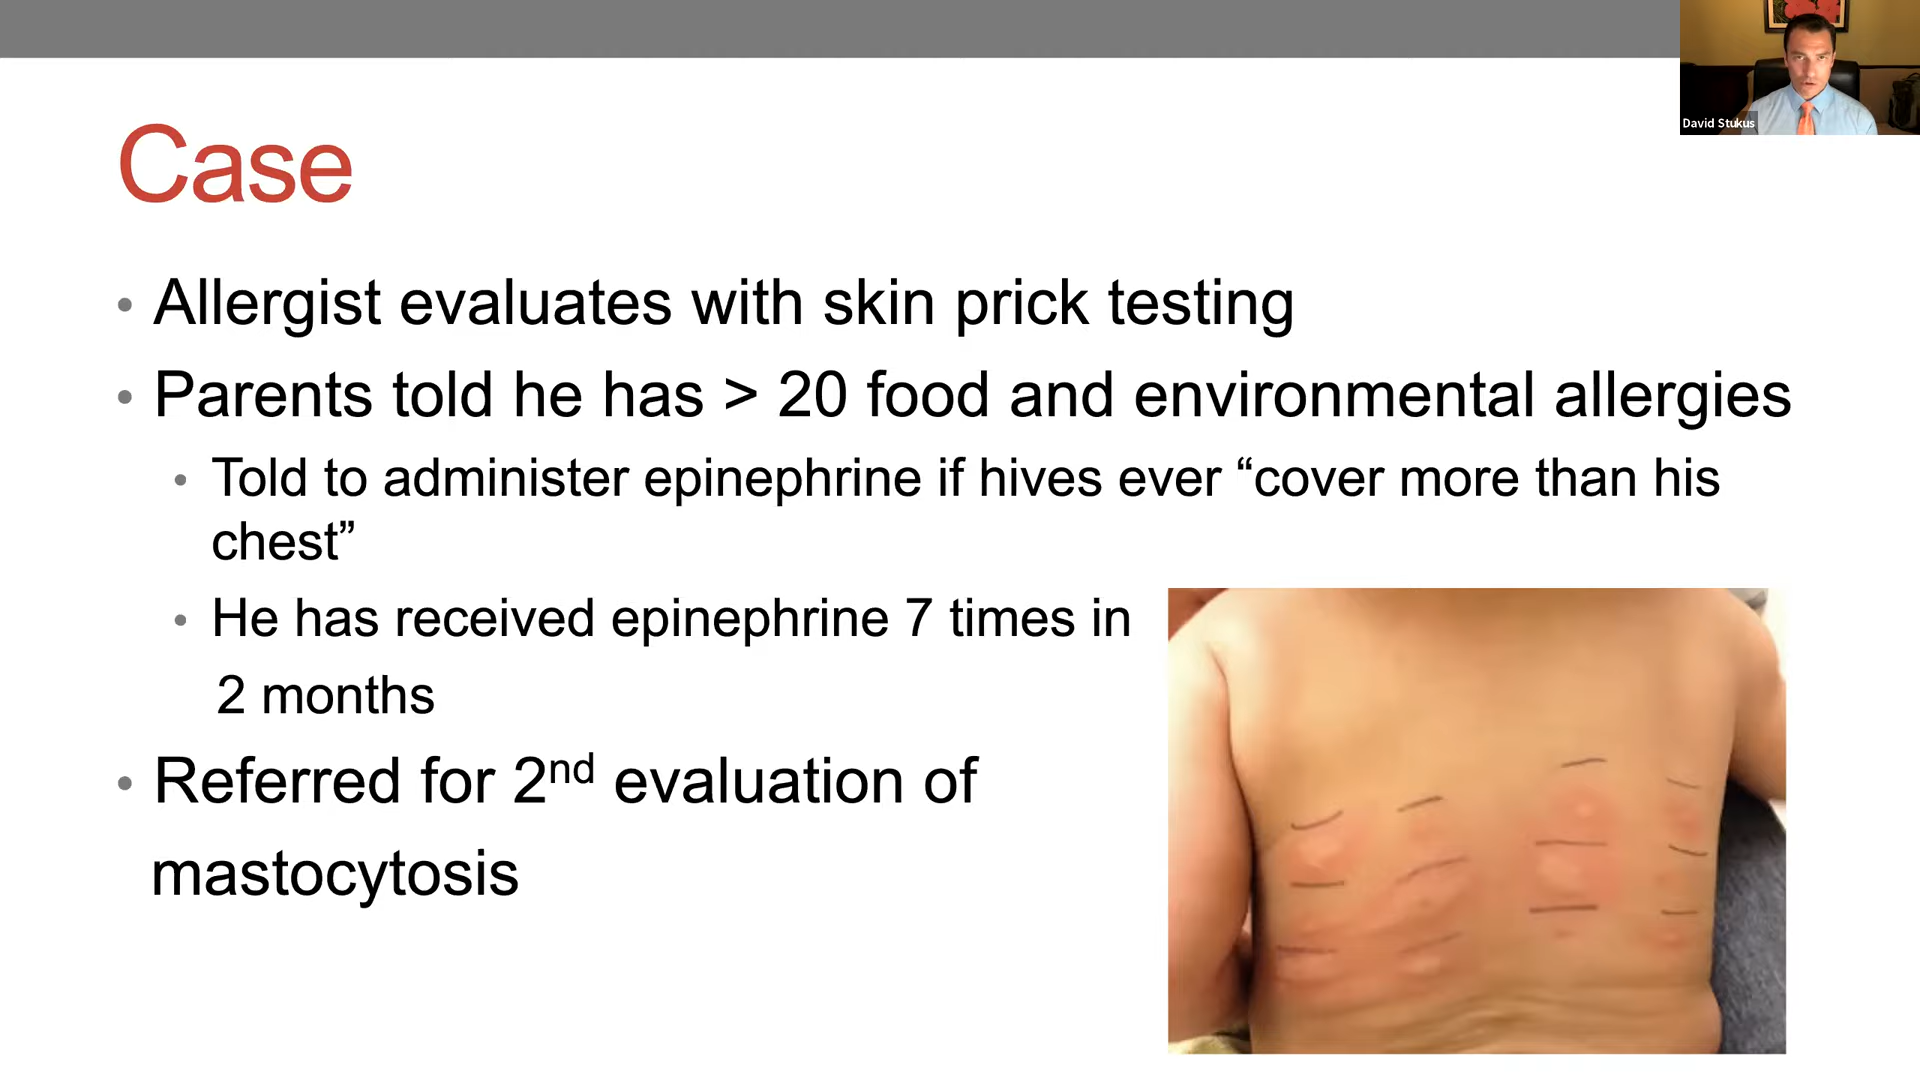 David Stukus
Case
• Allergist evaluates with skin prick testing
• Parents told he has > 20 food and environmental allergies
• Told to administer epinephrine if hives ever “cover more than his
chest”
• He has received epinephrine 7 times in
2 months
• Referred for 2nd evaluation of
mastocytosis